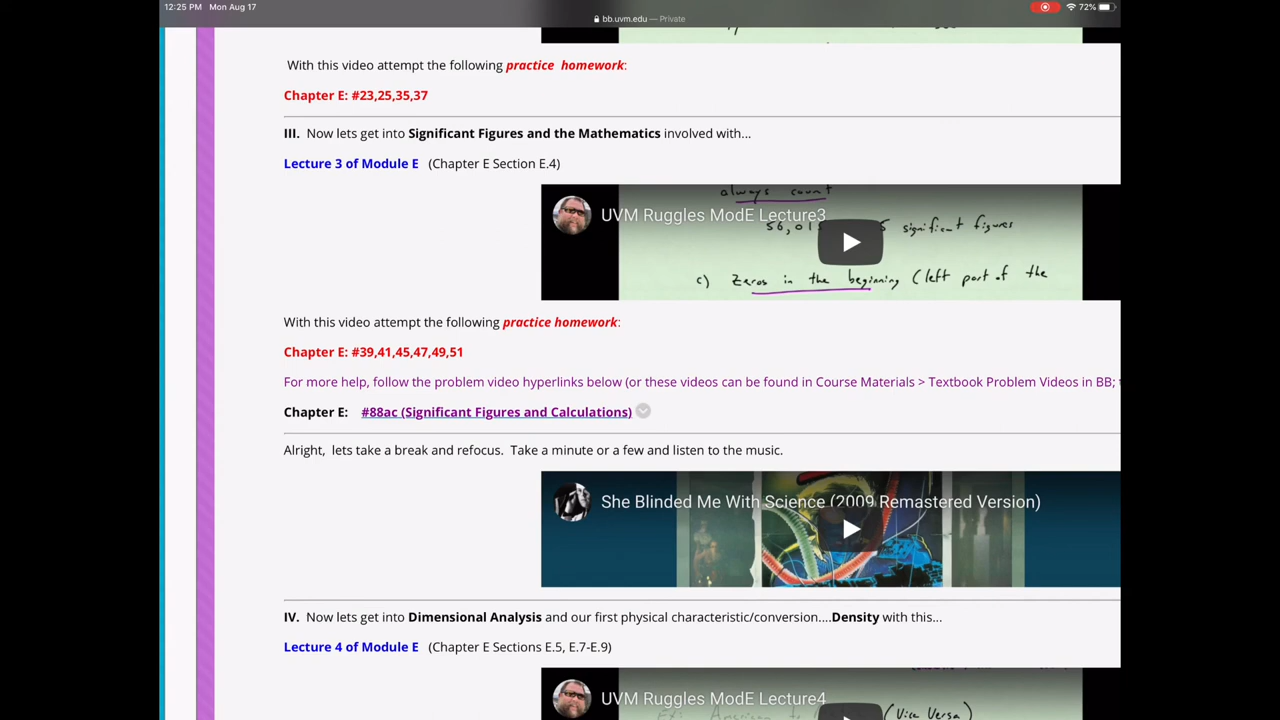 12:25 PM Mon Aug 17
72%
bb.uvm.edu — Private
With this video attempt the following practice homework:
Chapter E: #23,25,35,37
III. Now lets get into Significant Figures and the Mathematics involved with...
Lecture 3 of Module E (Chapter E Section E.4)
always count
UVM Ruggles ModE Lecture3
56,015 5 significant figures
c) Zeros in the beginning (left part of the
With this video attempt the following practice homework:
Chapter E: #39,41,45,47,49,51
For more help, follow the problem video hyperlinks below (or these videos can be found in Course Materials > Textbook Problem Videos in BB;
Chapter E: #88ac (Significant Figures and Calculations)
Alright, lets take a break and refocus. Take a minute or a few and listen to the music.
She Blinded Me With Science (2009 Remastered Version)
IV. Now lets get into Dimensional Analysis and our first physical characteristic/conversion....Density with this...
Lecture 4 of Module E (Chapter E Sections E.5, E.7-E.9)
UVM Ruggles ModE Lecture4
(Vice Versa)